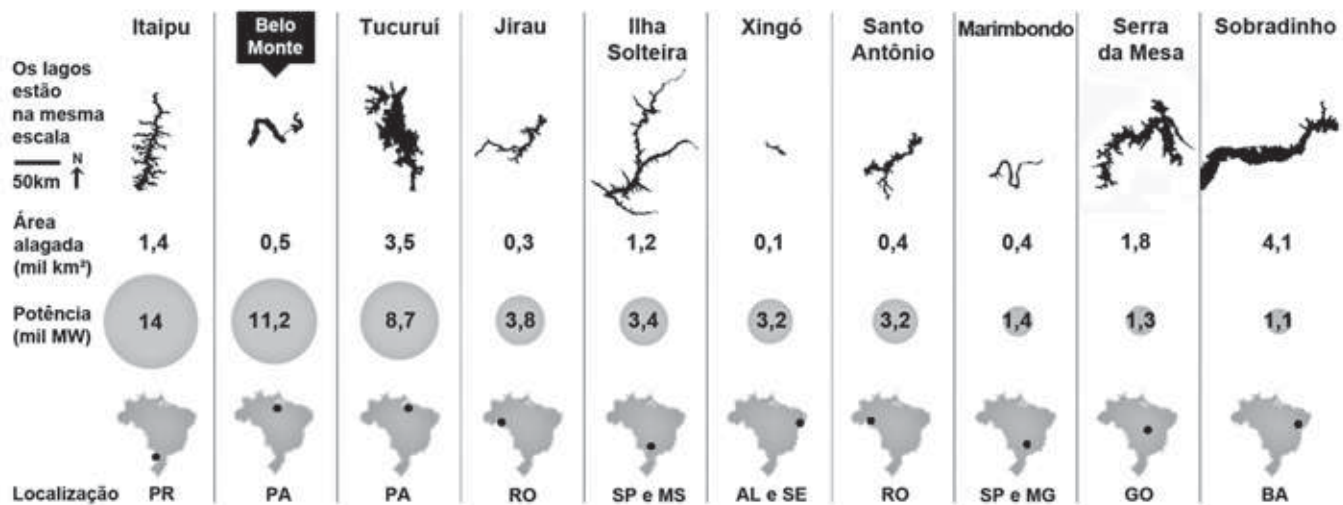 Itaipu
Belo
Monte
Tucuruí
Jirau
Ilha
Solteira
Xingó
Santo
Antônio
Marimbondo
Serra
da Mesa
Sobradinho
Os lagos
estão
na mesma
escala
N
50km
Área
alagada
(mil km²)
1,4 0,5 3,5 0,3 1,2 0,1 0,4 0,4 1,8 4,1
Potência
(mil MW)
14 11,2 8,7 3,8 3,4 3,2 3,2 1,4 1,3 1,1
Localização PR PA PA RO SP e MS AL e SE RO SP e MG GO BA